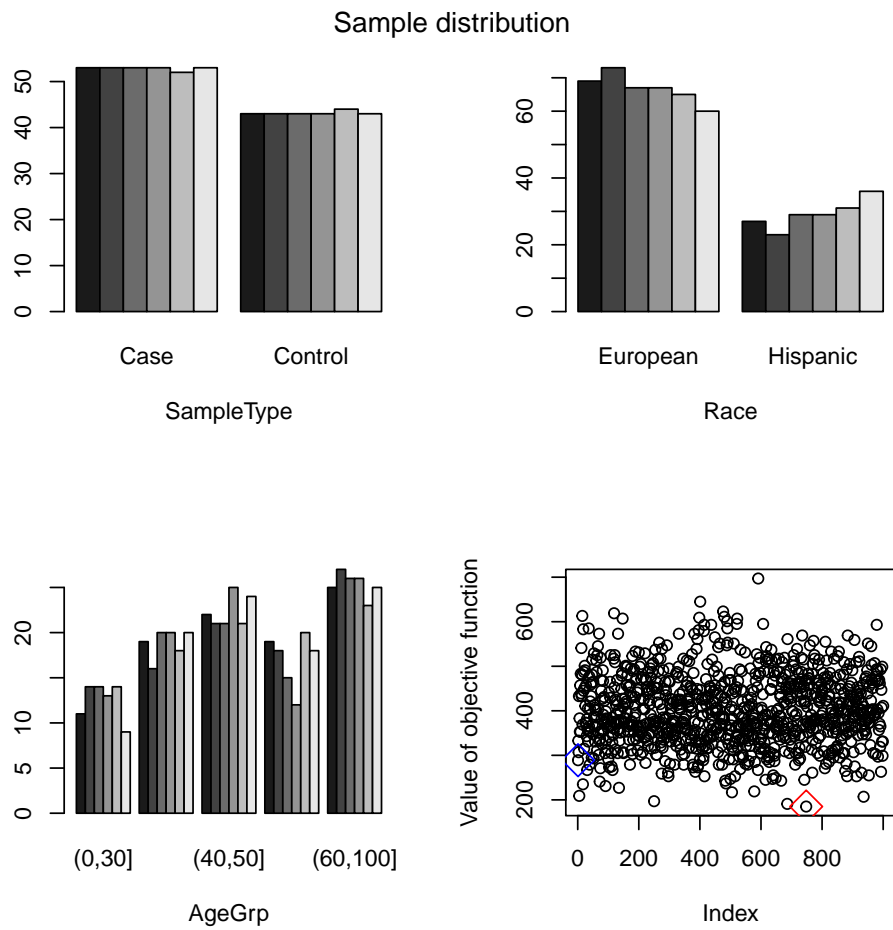 Sample distribution
0 10 20 30 40 50
Case Control
SampleType
0 20 40 60
European Hispanic
Race
0 5 10 20
(0,30] (40,50] (60,100]
AgeGrp
Value of objective function
200 400 600
0 200 400 600 800
Index